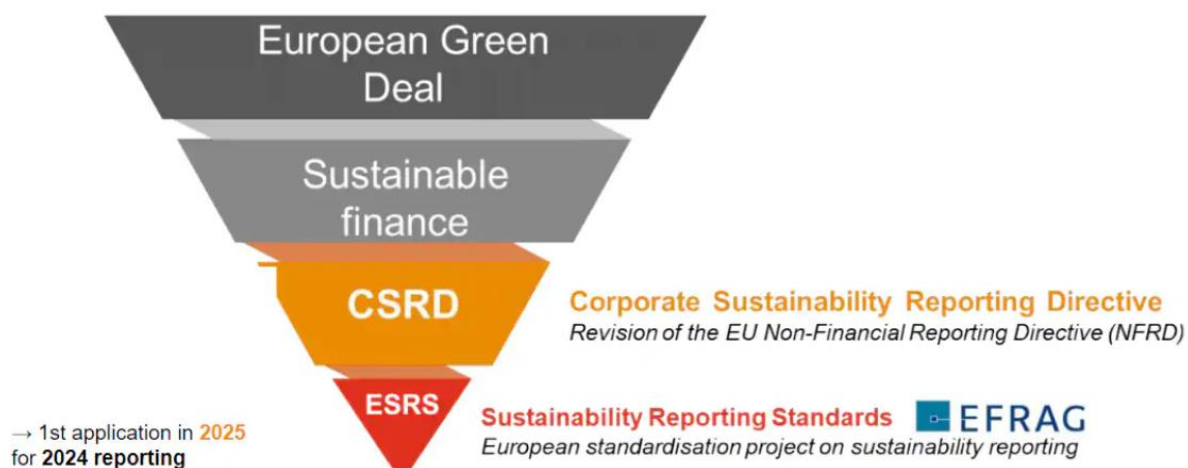 European Green
Deal
Sustainable
finance
CSRD
Corporate Sustainability Reporting Directive
Revision of the EU Non-Financial Reporting Directive (NFRD)
ESRS
Sustainability Reporting Standards EFRAG
European standardisation project on sustainability reporting
→ 1st application in 2025
for 2024 reporting